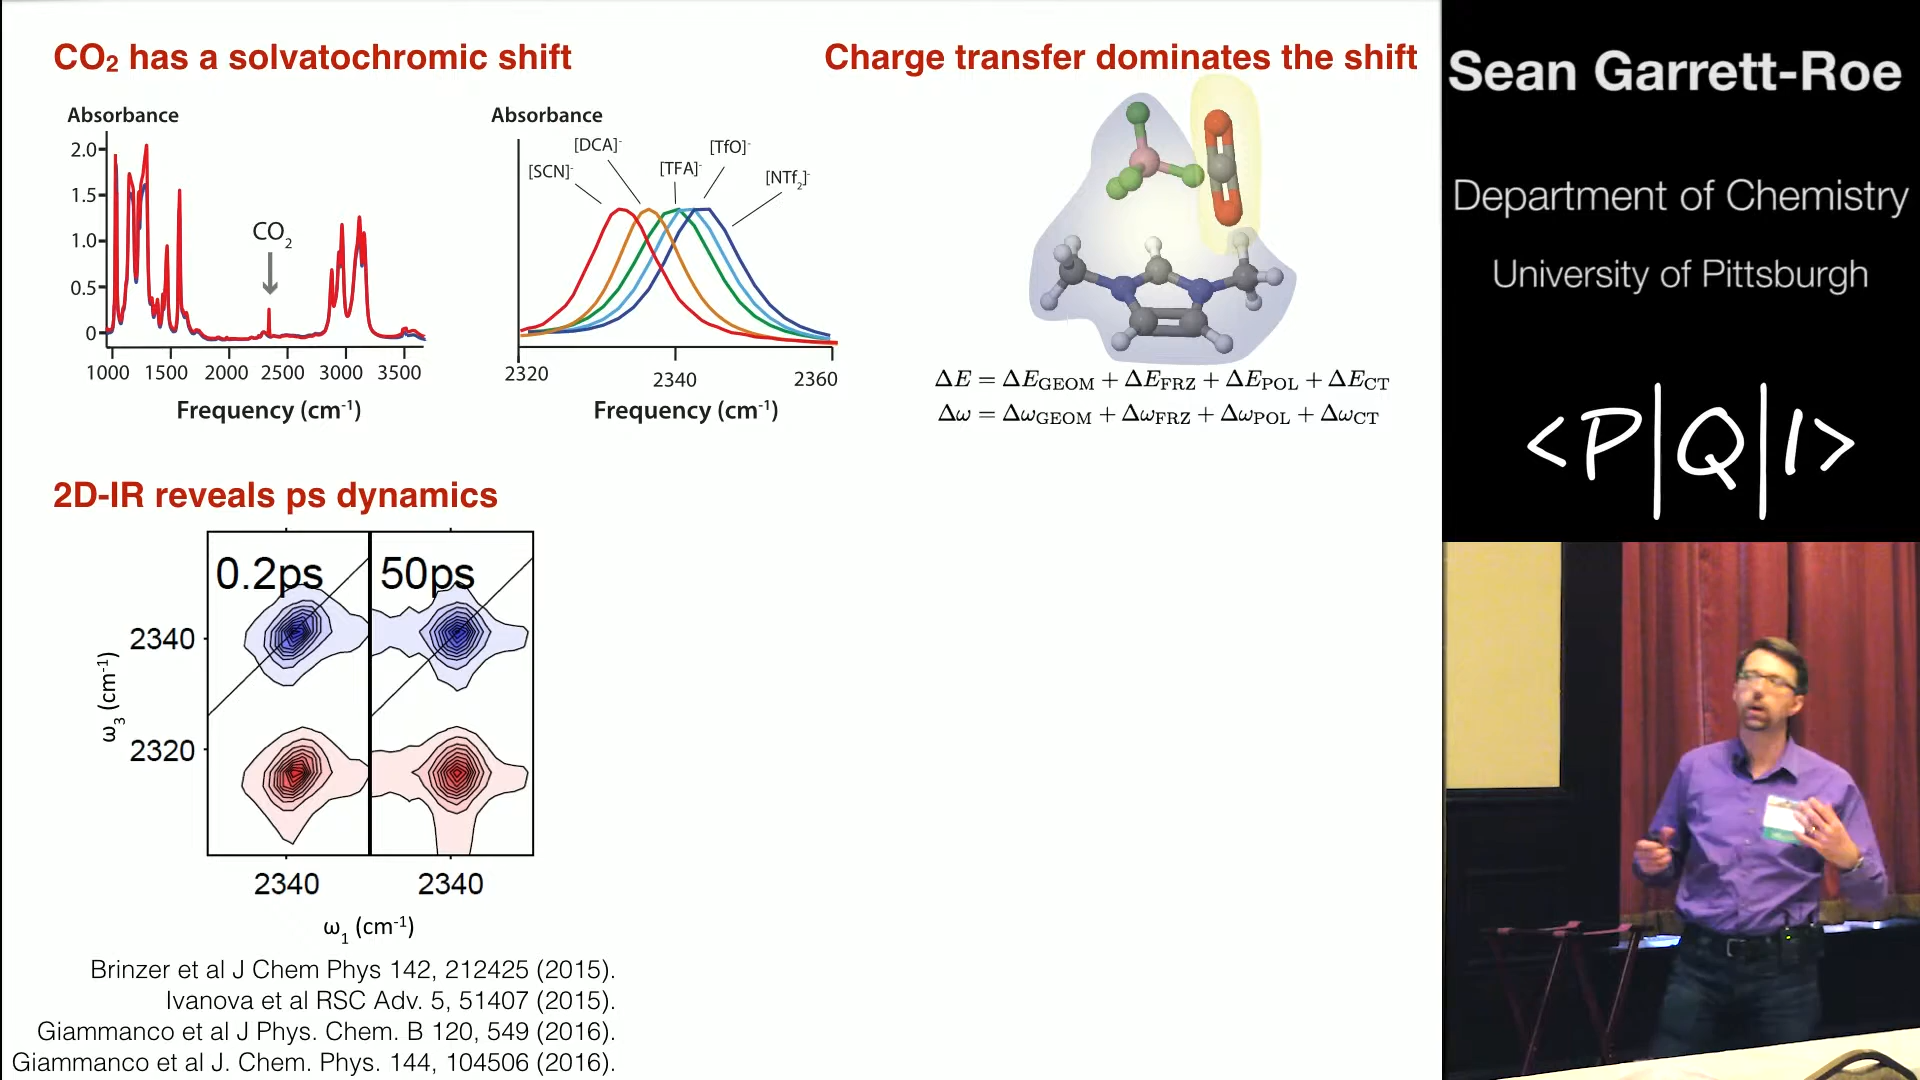 CO₂ has a solvatochromic shift
Absorbance
2.0
1.5
1.0
0.5
0
CO₂
1000 1500 2000 2500 3000 3500
Frequency (cm⁻¹)
Absorbance
[SCN]⁻
[DCA]⁻
[TFA]⁻
[TfO]⁻
[NTf₂]⁻
2320 2340 2360
Frequency (cm⁻¹)
Charge transfer dominates the shift
ΔE = ΔE_GEOM + ΔE_FRZ + ΔE_POL + ΔE_CT
Δω = Δω_GEOM + Δω_FRZ + Δω_POL + Δω_CT
2D-IR reveals ps dynamics
0.2ps
50ps
2340
2320
ω₃ (cm⁻¹)
2340 2340
ω₁ (cm⁻¹)
Brinzer et al J Chem Phys 142, 212425 (2015).
Ivanova et al RSC Adv. 5, 51407 (2015).
Giammanco et al J Phys. Chem. B 120, 549 (2016).
Giammanco et al J. Chem. Phys. 144, 104506 (2016).
Sean Garrett-Roe
Department of Chemistry
University of Pittsburgh
<P|Q|I>